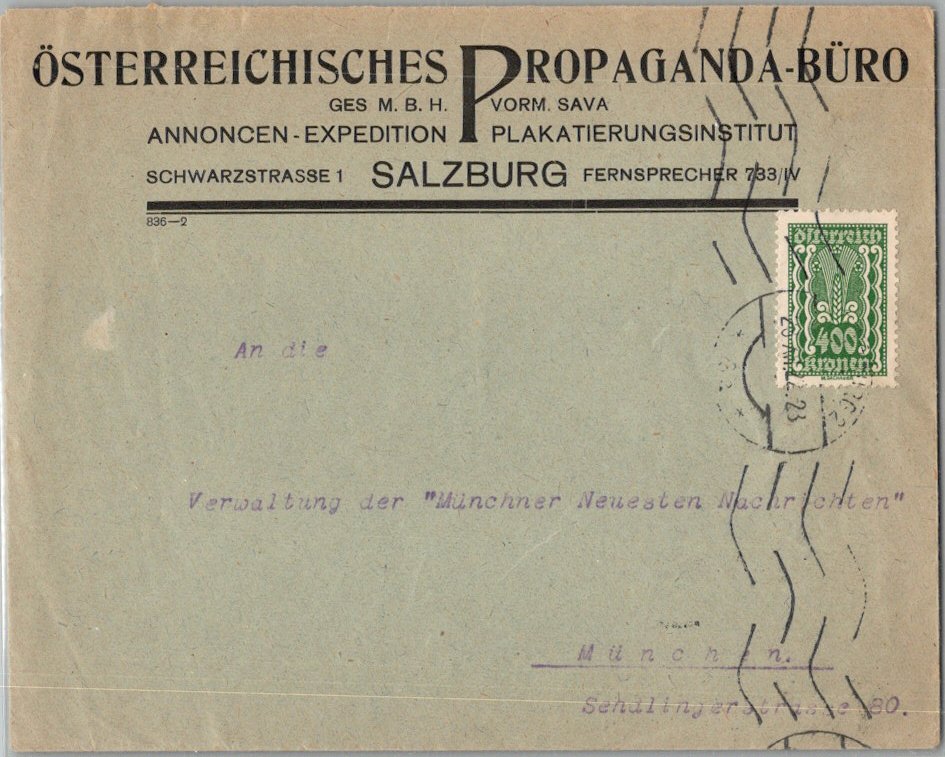 ÖSTERREICHISCHES PROPAGANDA-BÜRO
GES M. B. H. VORM. SAVA
ANNONCEN-EXPEDITION PLAKATIERUNGSINSTITUT
SCHWARZSTRASSE 1 SALZBURG FERNSPRECHER 733/IV
836—2
österreich
400
kronen
An die
Verwaltung der "Münchner Neuesten Nachrichten"
München.
Sendlingerstrasse 80.